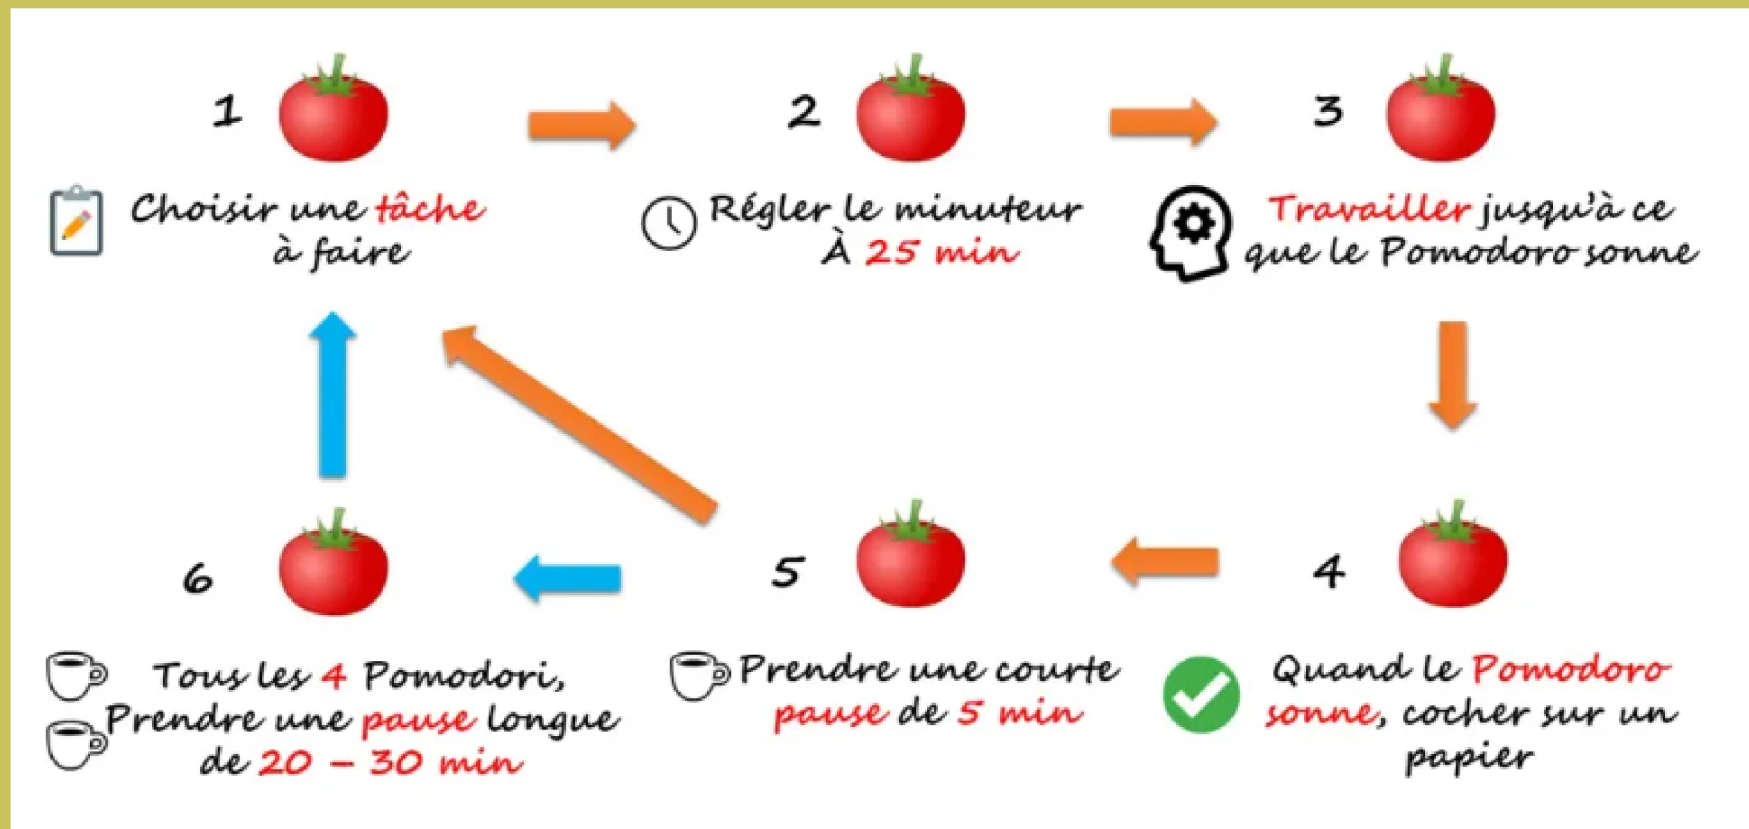 1
Choisir une tâche
à faire
2
Régler le minuteur
À 25 min
3
Travailler jusqu'à ce
que le Pomodoro sonne
4
Quand le Pomodoro
sonne, cocher sur un
papier
5
Prendre une courte
pause de 5 min
6
Tous les 4 Pomodori,
Prendre une pause longue
de 20 – 30 min